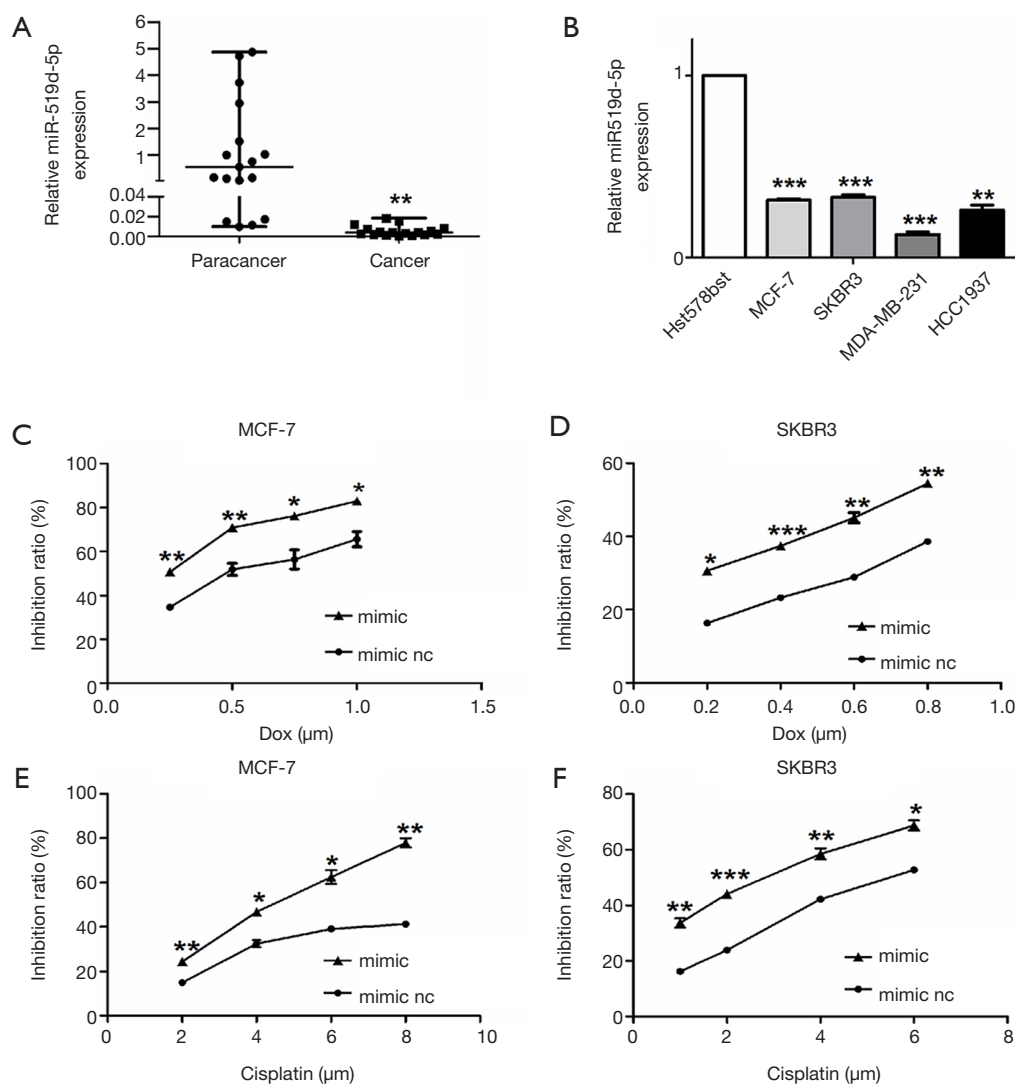 A
Relative miR-519d-5p
expression
6
5
4
3
2
1
0.04
0.02
0.00
**
Paracancer
Cancer
B
Relative miR519d-5p
expression
1
0
***
***
***
**
Hst578bst
MCF-7
SKBR3
MDA-MB-231
HCC1937
C
MCF-7
Inhibition ratio (%)
100
80
60
40
20
0
**
**
*
*
mimic
mimic nc
0.0
0.5
1.0
1.5
Dox (μm)
D
SKBR3
Inhibition ratio (%)
60
40
20
0
*
***
**
**
mimic
mimic nc
0.0
0.2
0.4
0.6
0.8
1.0
Dox (μm)
E
MCF-7
Inhibition ratio (%)
100
80
60
40
20
0
**
*
*
**
mimic
mimic nc
0
2
4
6
8
10
Cisplatin (μm)
F
SKBR3
Inhibition ratio (%)
80
60
40
20
0
**
***
**
*
mimic
mimic nc
0
2
4
6
8
Cisplatin (μm)